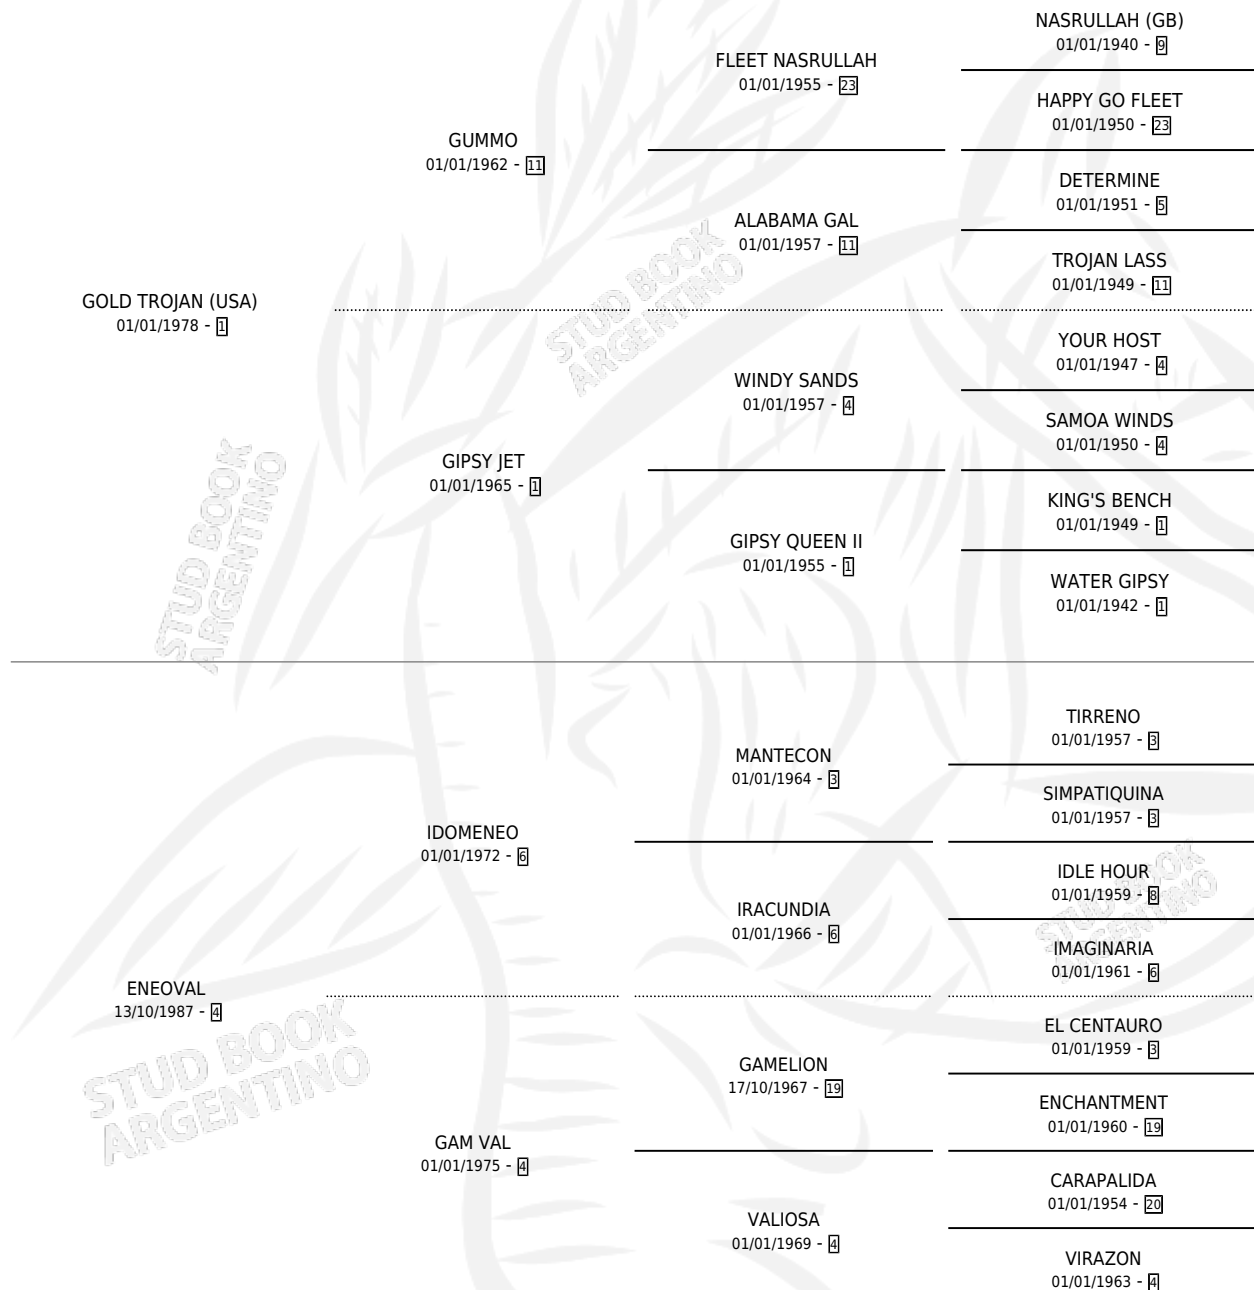 NASRULLAH (GB)
01/01/1940 - 9
FLEET NASRULLAH
01/01/1955 - 23
HAPPY GO FLEET
01/01/1950 - 23
GUMMO
01/01/1962 - 11
DETERMINE
01/01/1951 - 5
ALABAMA GAL
01/01/1957 - 11
TROJAN LASS
01/01/1949 - 11
GOLD TROJAN (USA)
01/01/1978 - 1
YOUR HOST
01/01/1947 - 4
WINDY SANDS
01/01/1957 - 4
SAMOA WINDS
01/01/1950 - 4
GIPSY JET
01/01/1965 - 1
KING'S BENCH
01/01/1949 - 1
GIPSY QUEEN II
01/01/1955 - 1
WATER GIPSY
01/01/1942 - 1
TIRRENO
01/01/1957 - 3
MANTECON
01/01/1964 - 3
SIMPATIQUINA
01/01/1957 - 3
IDOMENEO
01/01/1972 - 6
IDLE HOUR
01/01/1959 - 8
IRACUNDIA
01/01/1966 - 6
IMAGINARIA
01/01/1961 - 6
ENEOVAL
13/10/1987 - 4
EL CENTAURO
01/01/1959 - 3
GAMELION
17/10/1967 - 19
ENCHANTMENT
01/01/1960 - 19
GAM VAL
01/01/1975 - 4
CARAPALIDA
01/01/1954 - 20
VALIOSA
01/01/1969 - 4
VIRAZON
01/01/1963 - 4
STUD BOOK
ARGENTINO
STUD BOOK
ARGENTINO
STUD BOOK
ARGENTINO
STUD BOOK
ARGENTINO